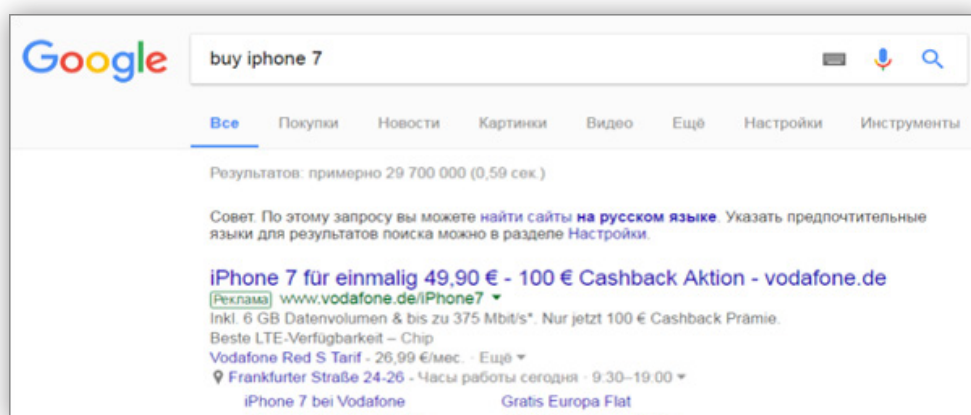 Google
buy iphone 7
Все Покупки Новости Картинки Видео Ещё Настройки Инструменты
Результатов: примерно 29 700 000 (0,59 сек.)
Совет. По этому запросу вы можете найти сайты на русском языке. Указать предпочтительные
языки для результатов поиска можно в разделе Настройки.
iPhone 7 für einmalig 49,90 € - 100 € Cashback Aktion - vodafone.de
Реклама www.vodafone.de/iPhone7
Inkl. 6 GB Datenvolumen & bis zu 375 Mbit/s*. Nur jetzt 100 € Cashback Prämie.
Beste LTE-Verfügbarkeit – Chip
Vodafone Red S Tarif - 26,99 €/мес. · Ещё
Frankfurter Straße 24-26 - Часы работы сегодня · 9:30–19:00
iPhone 7 bei Vodafone Gratis Europa Flat